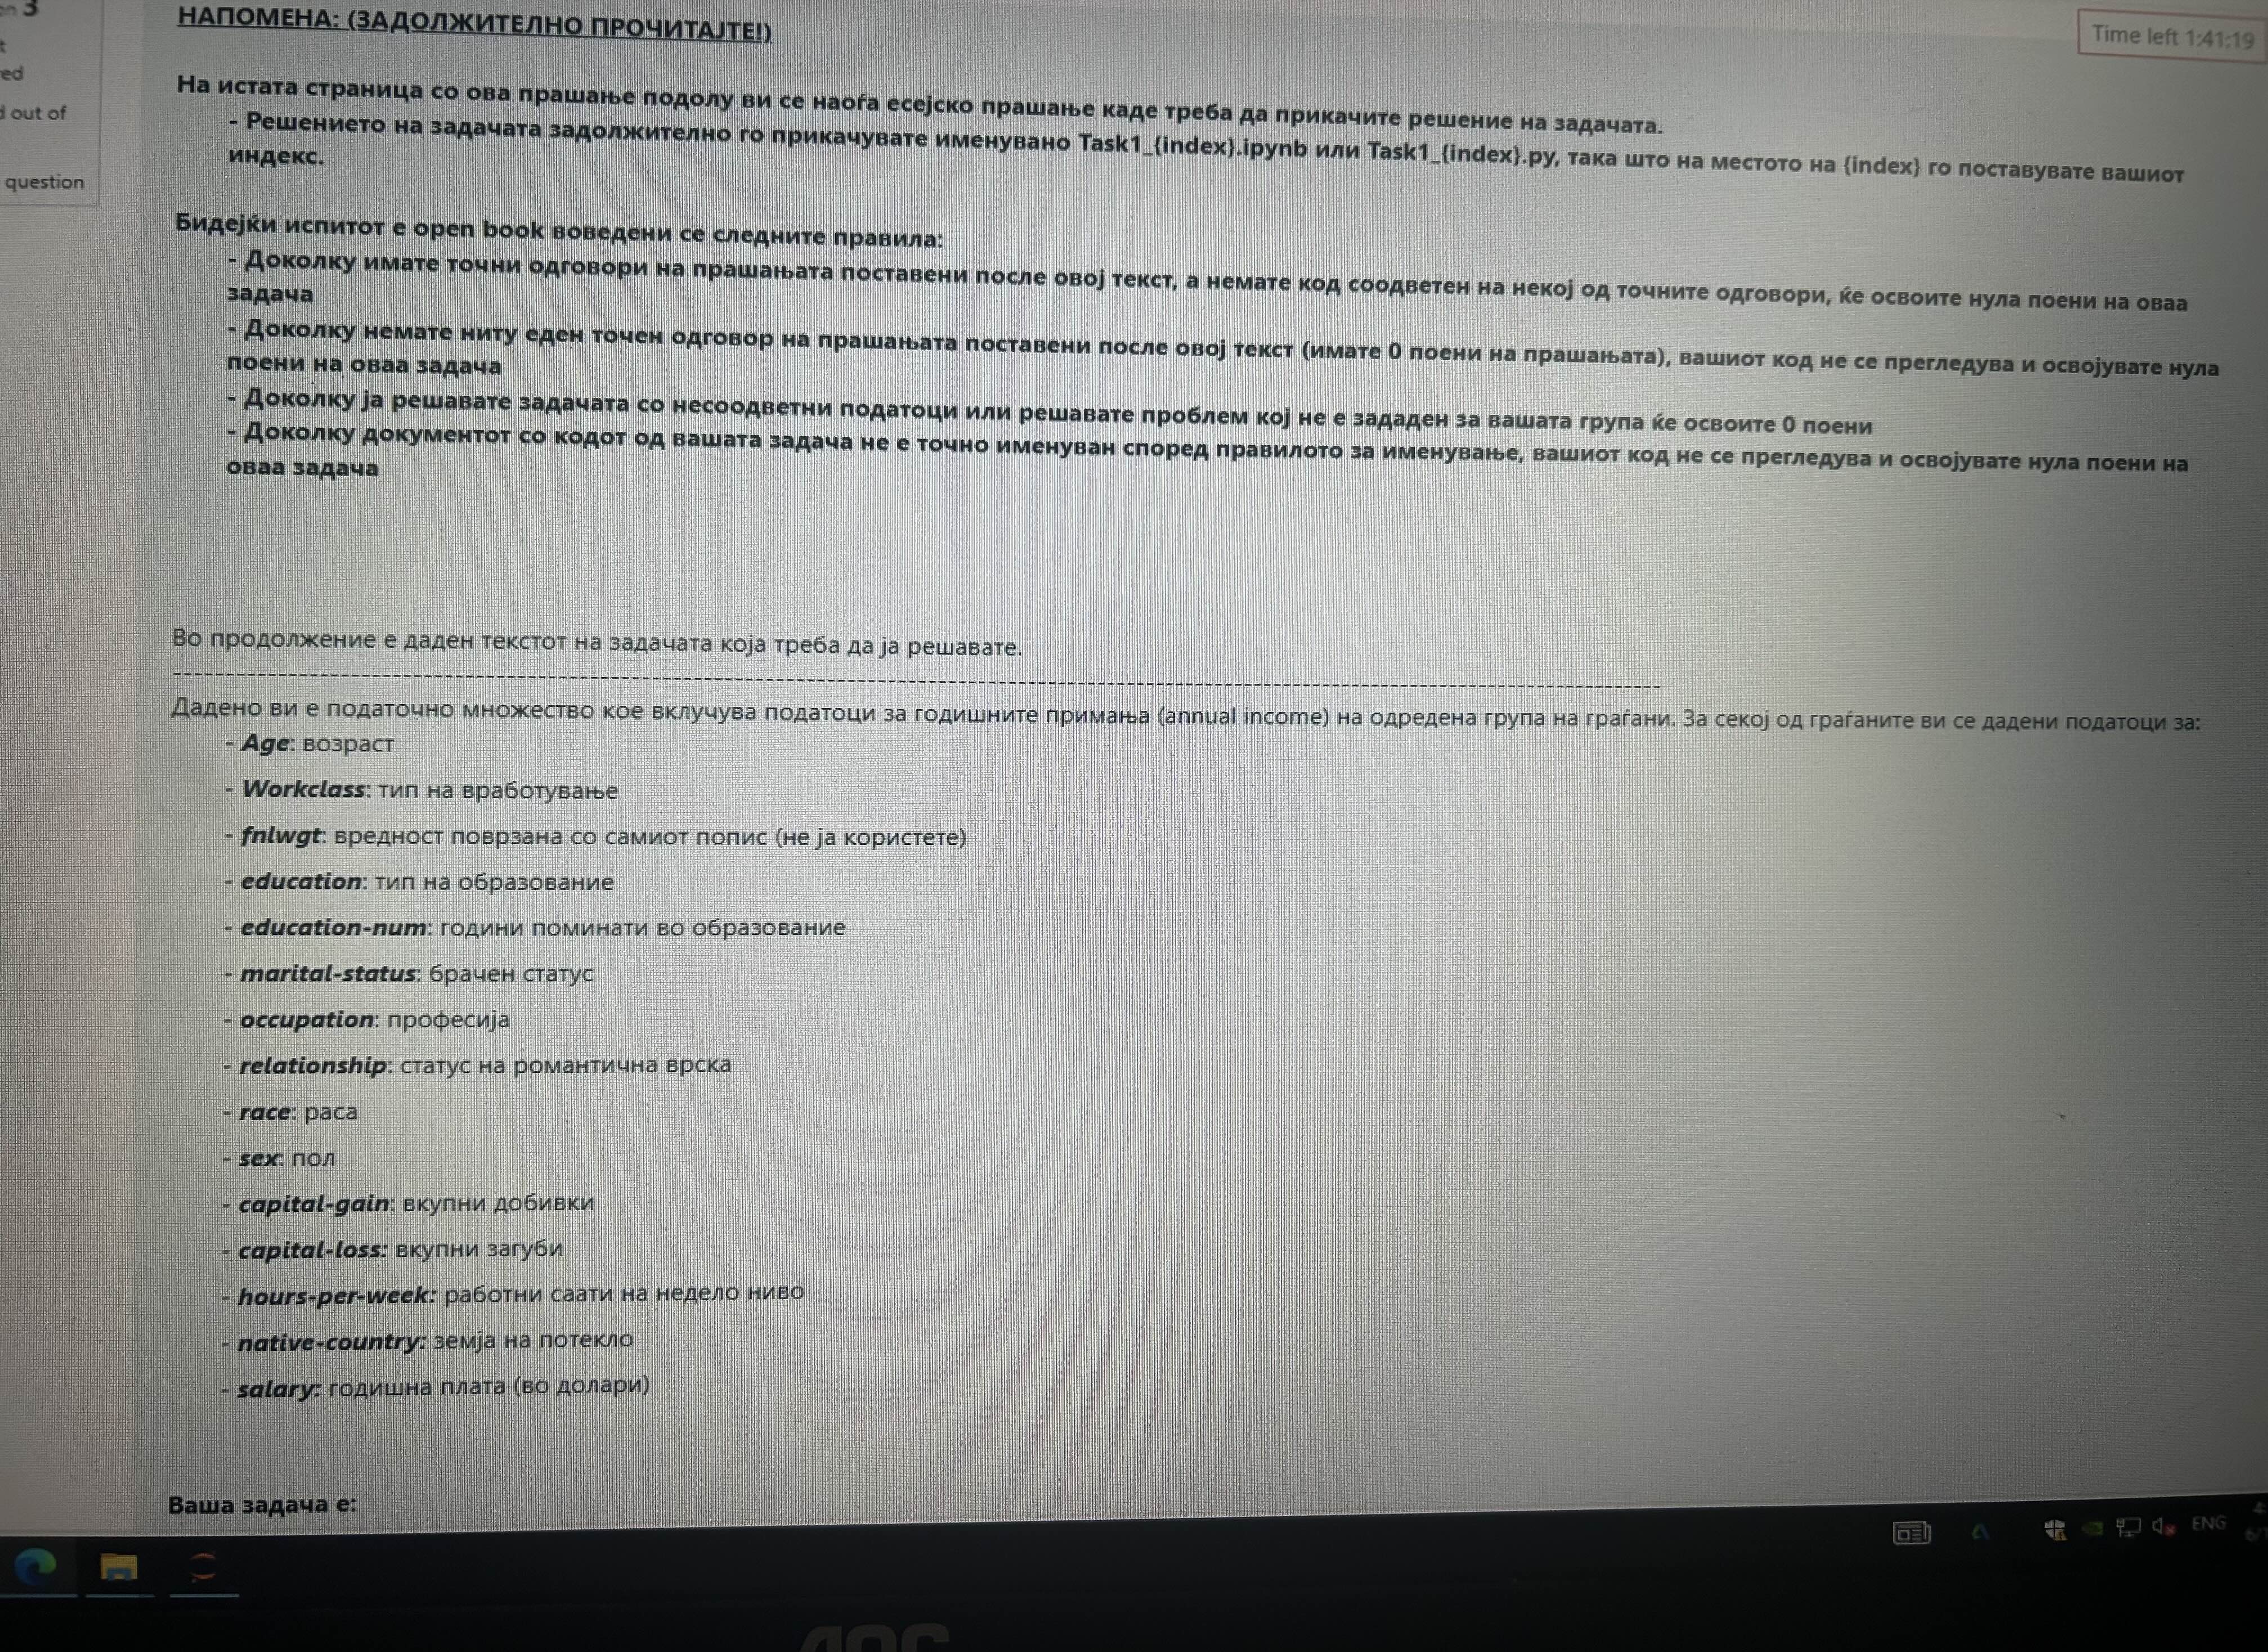 3
Time left 1:41:19
ed
out of
question
НАПОМЕНА: (ЗАДОЛЖИТЕЛНО ПРОЧИТАЈТЕ!)
На истата страница со ова прашање подолу ви се наоѓа есејско прашање каде треба да прикачите решение на задачата.
- Решението на задачата задолжително го прикачувате именувано Task1_{index}.ipynb или Task1_{index}.py, така што на местото на {index} го поставувате вашиот
индекс.
Бидејќи испитот е open book воведени се следните правила:
- Доколку имате точни одговори на прашањата поставени после овој текст, а немате код соодветен на некој од точните одговори, ќе освоите нула поени на оваа
задача
- Доколку немате ниту еден точен одговор на прашањата поставени после овој текст (имате 0 поени на прашањата), вашиот код не се прегледува и освојувате нула
поени на оваа задача
- Доколку ја решавате задачата со несоодветни податоци или решавате проблем кој не е зададен за вашата група ќе освоите 0 поени
- Доколку документот со кодот од вашата задача не е точно именуван според правилото за именување, вашиот код не се прегледува и освојувате нула поени на
оваа задача
Во продолжение е даден текстот на задачата која треба да ја решавате.
Дадено ви е податочно множество кое вклучува податоци за годишните примања (annual income) на одредена група на граѓани. За секој од граѓаните ви се дадени податоци за:
- Age: возраст
- Workclass: тип на вработување
- fnlwgt: вредност поврзана со самиот попис (не ја користете)
- education: тип на образование
- education-num: години поминати во образование
- marital-status: брачен статус
- occupation: професија
- relationship: статус на романтична врска
- race: раса
- sex: пол
- capital-gain: вкупни добивки
- capital-loss: вкупни загуби
- hours-per-week: работни саати на недело ниво
- native-country: земја на потекло
- salary: годишна плата (во долари)
Ваша задача е:
ENG
AOC